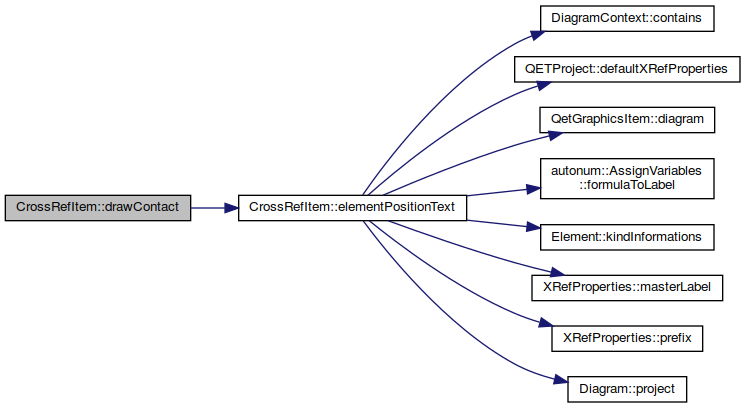 CrossRefItem::drawContact
CrossRefItem::elementPositionText
DiagramContext::contains
QETProject::defaultXRefProperties
QetGraphicsItem::diagram
autonum::AssignVariables
::formulaToLabel
Element::kindInformations
XRefProperties::masterLabel
XRefProperties::prefix
Diagram::project